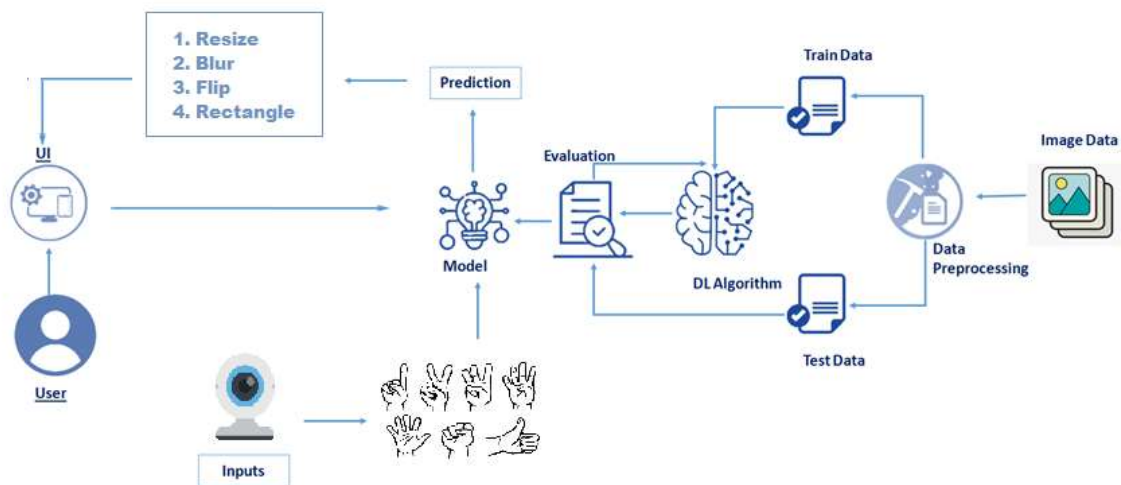 1. Resize
2. Blur
3. Flip
4. Rectangle
Prediction
Train Data
Image Data
UI
Evaluation
Model
DL Algorithm
Data
Preprocessing
Test Data
User
Inputs